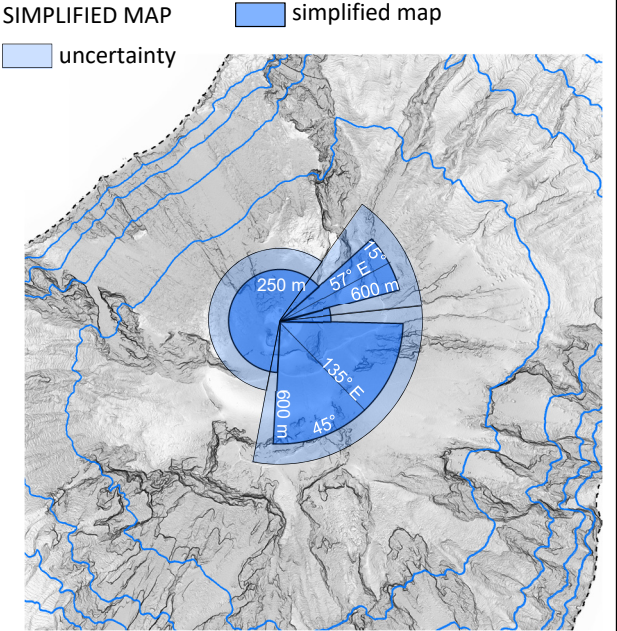 SIMPLIFIED MAP
simplified map
uncertainty
250 m
15°
57° E
600 m
135° E
600 m
45°